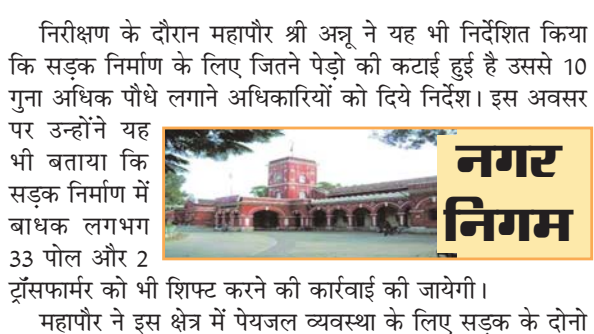 निरीक्षण के दौरान महापौर श्री अन्नू ने यह भी निर्देशित किया
कि सड़क निर्माण के लिए जितने पेड़ो की कटाई हुई है उससे 10
गुना अधिक पौधे लगाने अधिकारियों को दिये निर्देश। इस अवसर
पर उन्होंने यह
भी बताया कि
सड़क निर्माण में
बाधक लगभग
33 पोल और 2
नगर
निगम
ट्रॉंसफार्मर को भी शिफ्ट करने की कार्रवाई की जायेगी।
महापौर ने इस क्षेत्र में पेयजल व्यवस्था के लिए सड़क के दोनो